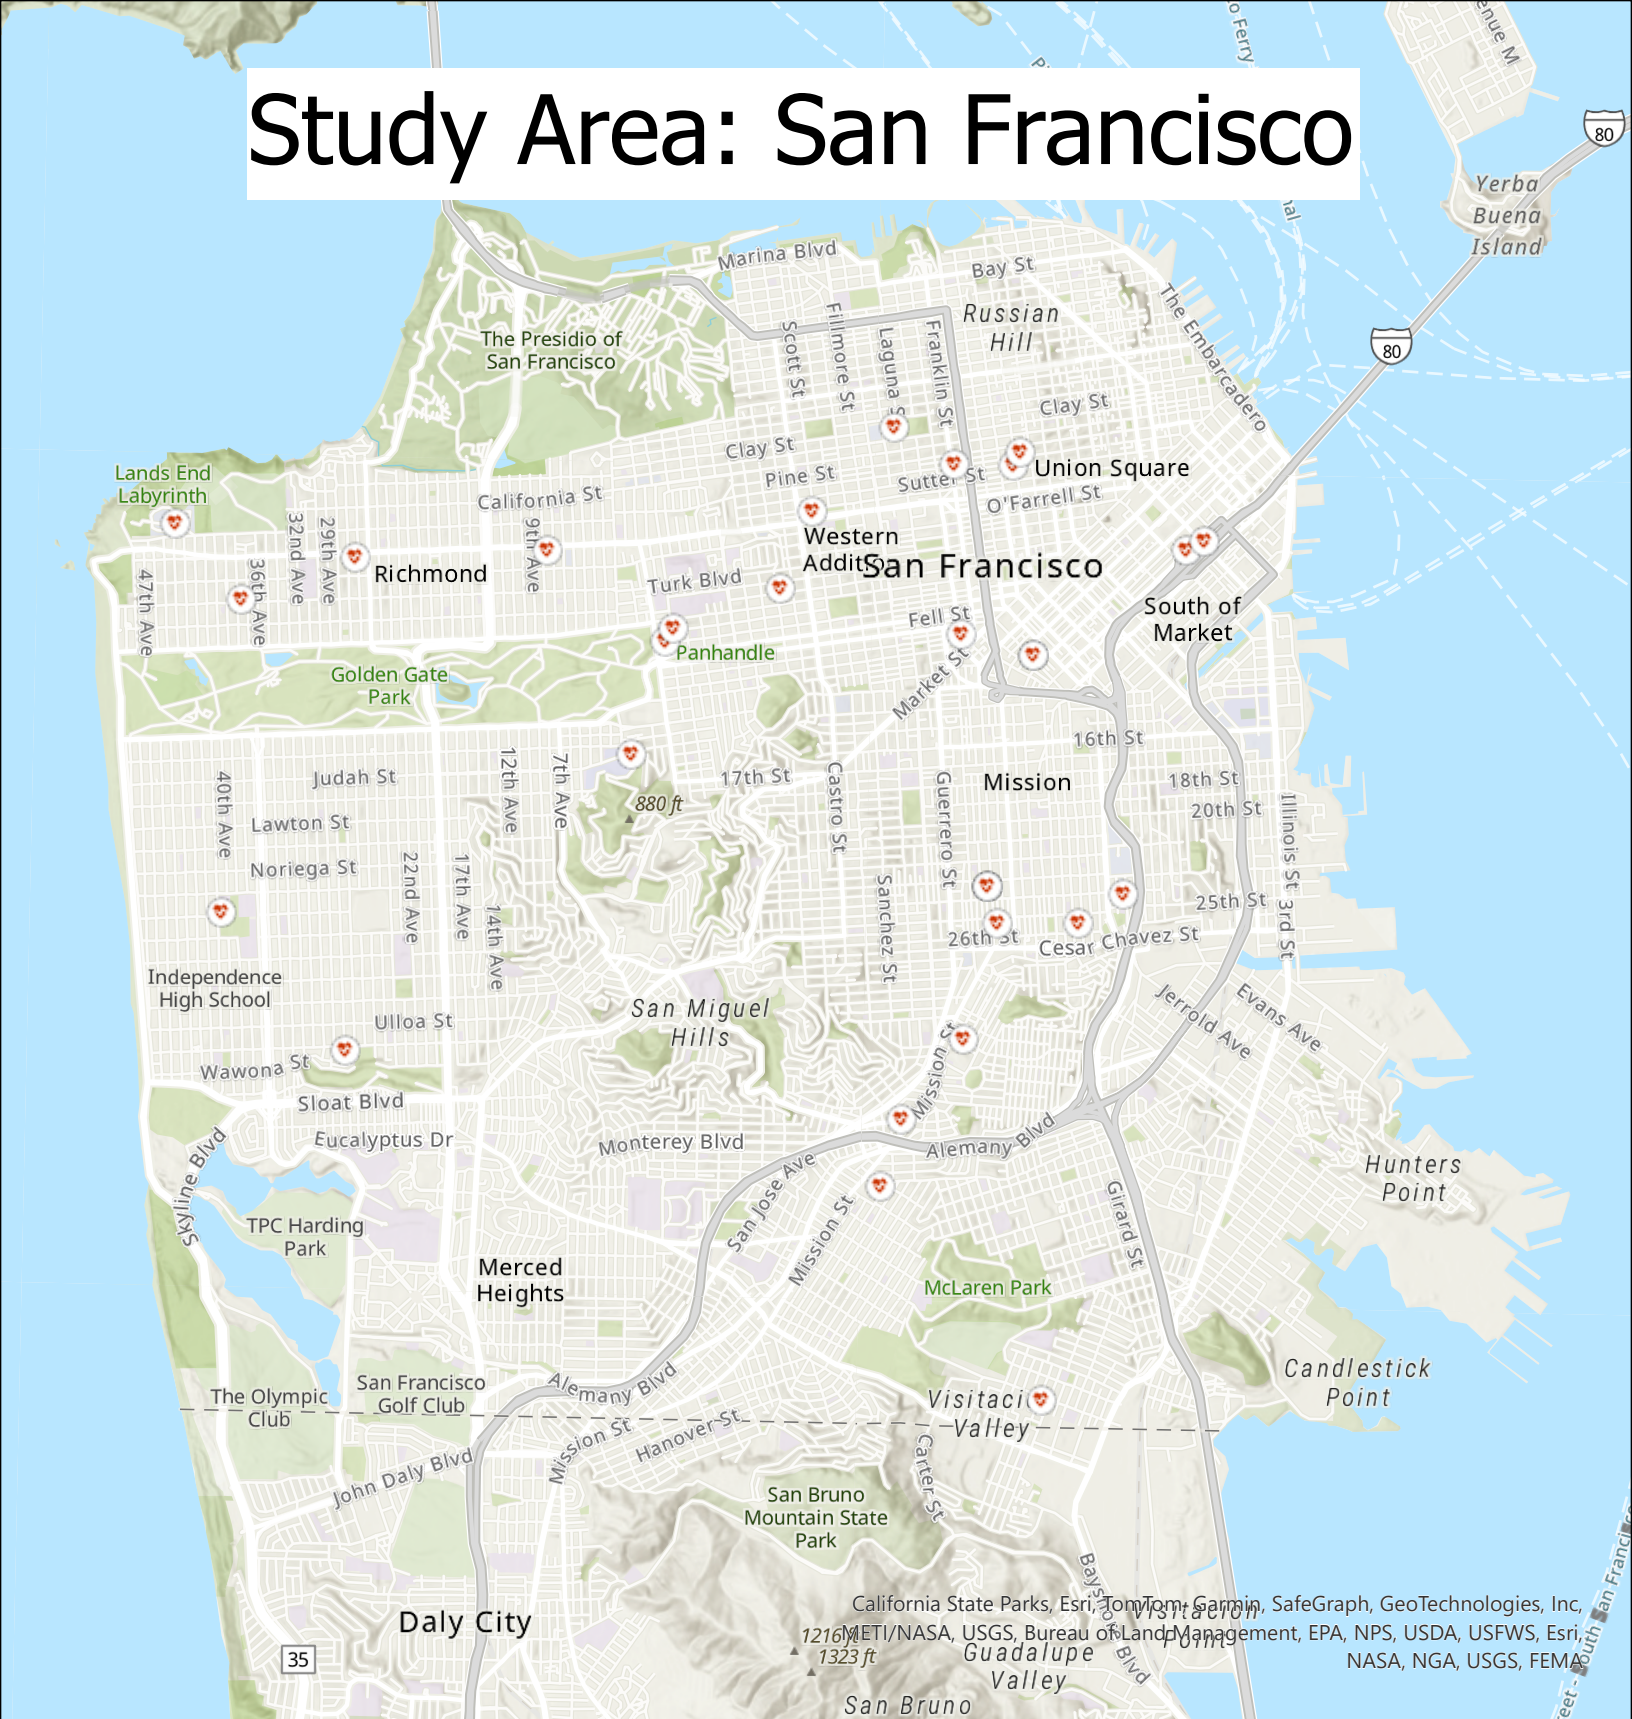 enue M
o Ferry
80
Study Area: San Francisco
Yerba
Buena
Island
Marina Blvd
Bay St
The Embarcadero
Russian
Hill
80
Scott St
Fillmore St
Laguna S
Franklin St
The Presidio of
San Francisco
Clay St
Clay St
Pine St
Sutter St
Union Square
O'Farrell St
Lands End
Labyrinth
California St
32nd Ave
29th Ave
9th Ave
Western
Additio
San Francisco
Richmond
47th Ave
36th Ave
Turk Blvd
Fell St
South of
Market
Panhandle
Golden Gate
Park
Market St
16th St
40th Ave
Judah St
12th Ave
7th Ave
17th St
Castro St
Guerrero St
Mission
18th St
20th St
Illinois St
880 ft
Lawton St
Noriega St
22nd Ave
17th Ave
14th Ave
Sanchez St
25th St
3rd St
26th St
Cesar Chavez St
Independence
High School
San Miguel
Hills
Jerrold Ave
Evans Ave
Ulloa St
Wawona St
Mission St
Sloat Blvd
Eucalyptus Dr
Monterey Blvd
Alemany Blvd
Skyline Blvd
San Jose Ave
Hunters
Point
Mission St
Girard St
TPC Harding
Park
Merced
Heights
McLaren Park
The Olympic
Club
San Francisco
Golf Club
Alemany Blvd
Visitaci
Valley
Candlestick
Point
Mission St
Hanover St
John Daly Blvd
Carter St
San Bruno
Mountain State
Park
Bayshore Blvd
Daly City
Visitacion
Point
California State Parks, Esri, TomTom, Garmin, SafeGraph, GeoTechnologies, Inc,
METI/NASA, USGS, Bureau of Land Management, EPA, NPS, USDA, USFWS, Esri,
NASA, NGA, USGS, FEMA
1216 ft
1323 ft
Guadalupe
Valley
35
San Bruno
reet - South San Francisco